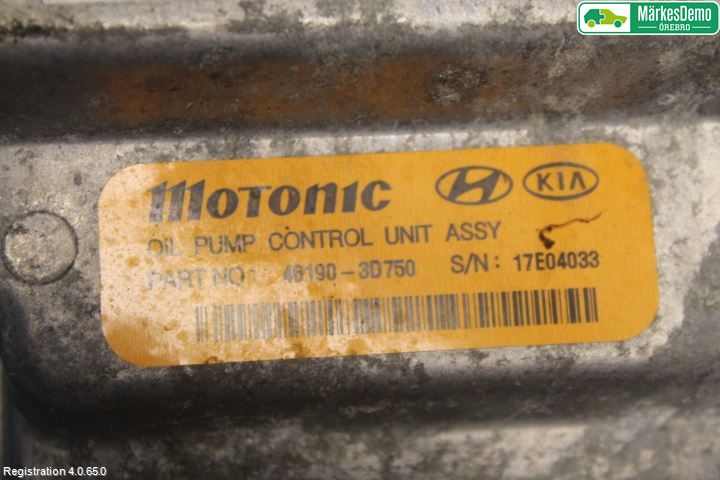 MärkesDemo
ÖREBRO
MOTONIC HYUNDAI KIA
OIL PUMP CONTROL UNIT ASSY
PART NO : 46190-3D750 S/N : 17E04033
Registration 4.0.65.0